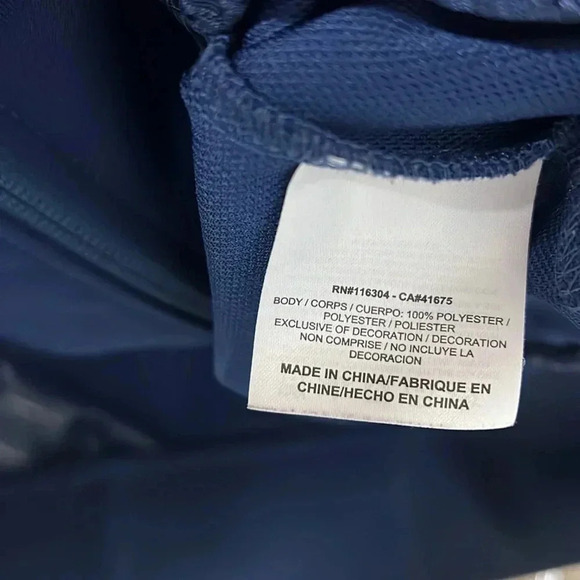 RN#116304 - CA#41675
BODY / CORPS / CUERPO: 100% POLYESTER /
POLYESTER / POLIESTER
EXCLUSIVE OF DECORATION / DECORATION
NON COMPRISE / NO INCLUYE LA
DECORACION
MADE IN CHINA/FABRIQUE EN
CHINE/HECHO EN CHINA